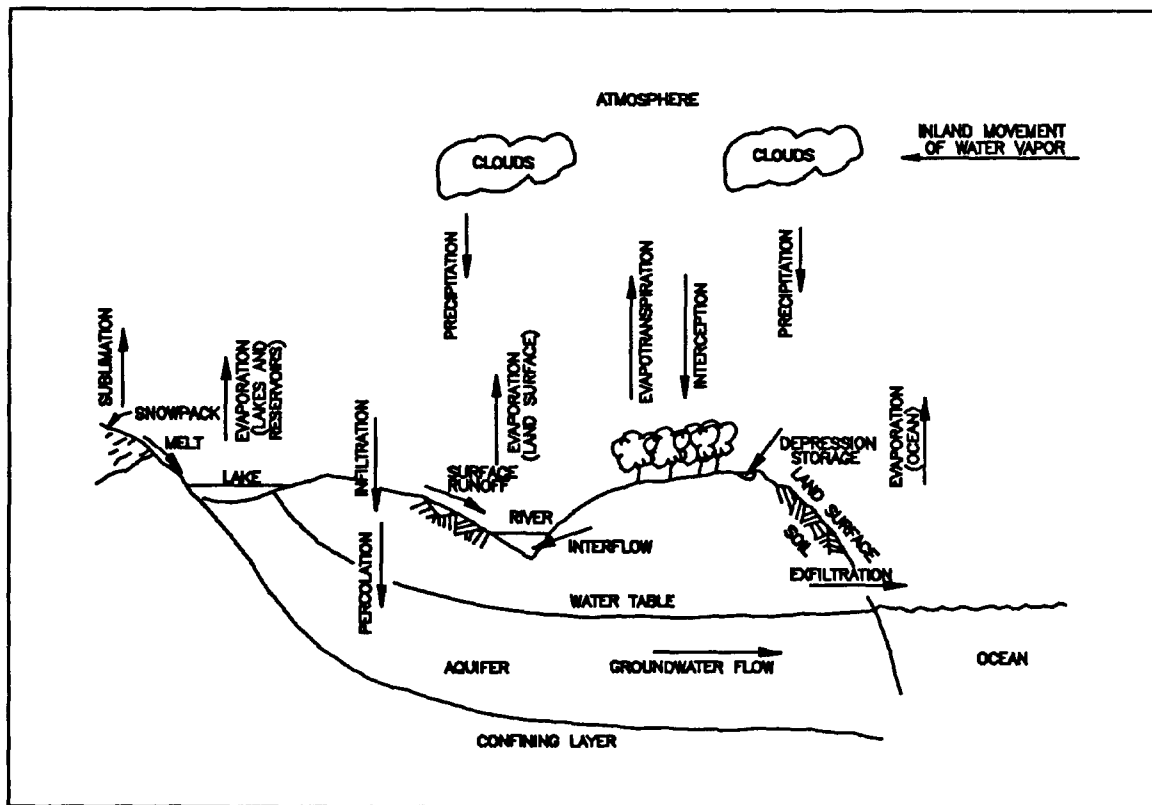 ATMOSPHERE
CLOUDS
CLOUDS
INLAND MOVEMENT
OF WATER VAPOR
PRECIPITATION
EVAPOTRANSPIRATION
INTERCEPTION
PRECIPITATION
SUBLIMATION
EVAPORATION
(LAKES AND
RESERVOIRS)
EVAPORATION
(LAND SURFACE)
EVAPORATION
(OCEAN)
SNOWPACK
MELT
LAKE
INFILTRATION
SURFACE
RUNOFF
RIVER
INTERFLOW
DEPRESSION
STORAGE
LAND SURFACE
SOIL
EXFILTRATION
PERCOLATION
WATER TABLE
AQUIFER
GROUNDWATER FLOW
OCEAN
CONFINING LAYER